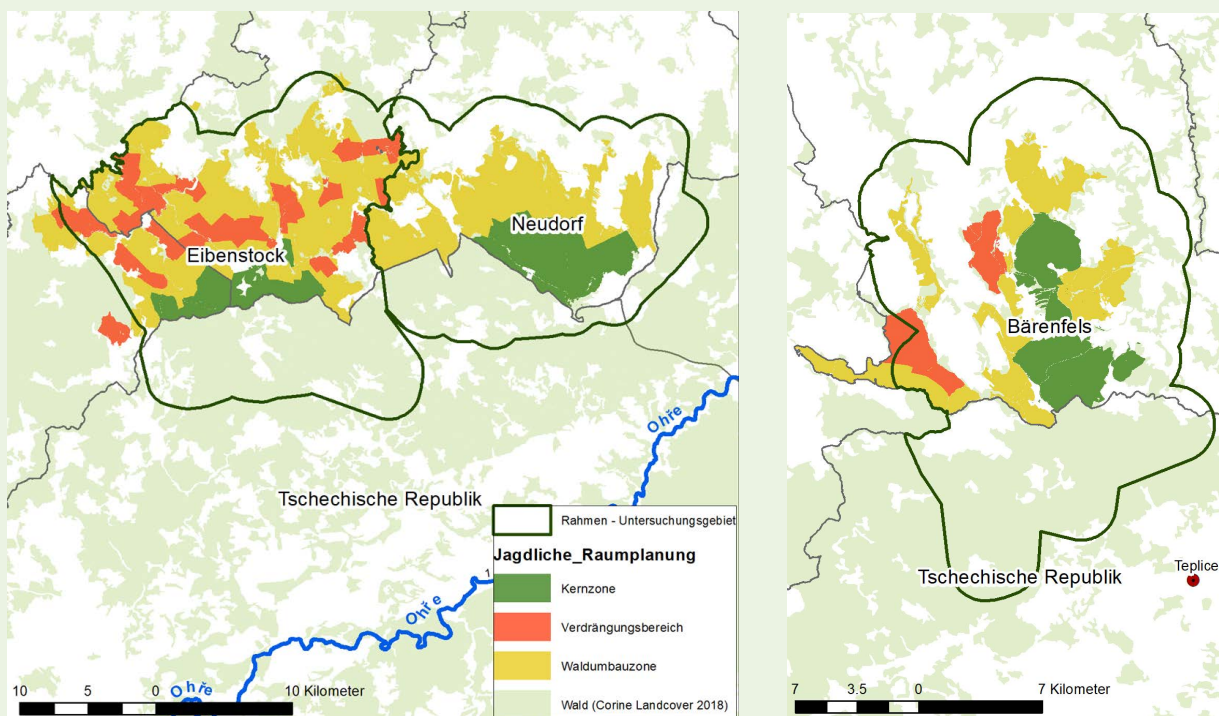 Neudorf
Eibenstock
Bärenfels
Ohře
Tschechische Republik
Rahmen - Untersuchungsgebiet
Jagdliche_Raumplanung
Kernzone
Verdrängungsbereich
Waldumbauzone
Wald (Corine Landcover 2018)
Ohře
Ohře
10 5 0 10 Kilometer
Tschechische Republik
Teplice
7 3.5 0 7 Kilometer